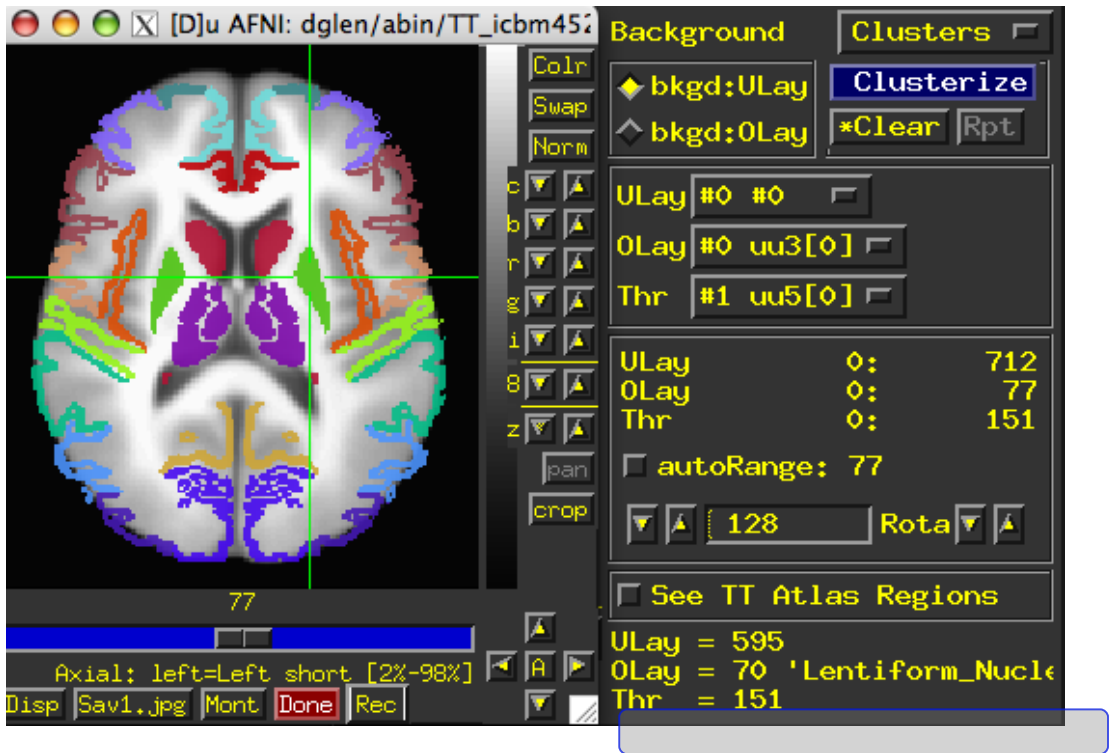 [D]u AFNI: dglen/abin/TT_icbm452
Colr
Swap
Norm
c
b
r
g
i
8
z
pan
crop
77
Axial: left=Left short [2%-98%]
A
Disp Sav1.jpg Mont Done Rec
Background Clusters
bkgd:ULay Clusterize
bkgd:OLay *Clear Rpt
ULay #0 #0
OLay #0 uu3[0]
Thr #1 uu5[0]
ULay 0: 712
OLay 0: 77
Thr 0: 151
autoRange: 77
128 Rota
See TT Atlas Regions
ULay = 595
OLay = 70 'Lentiform_Nucle
Thr = 151